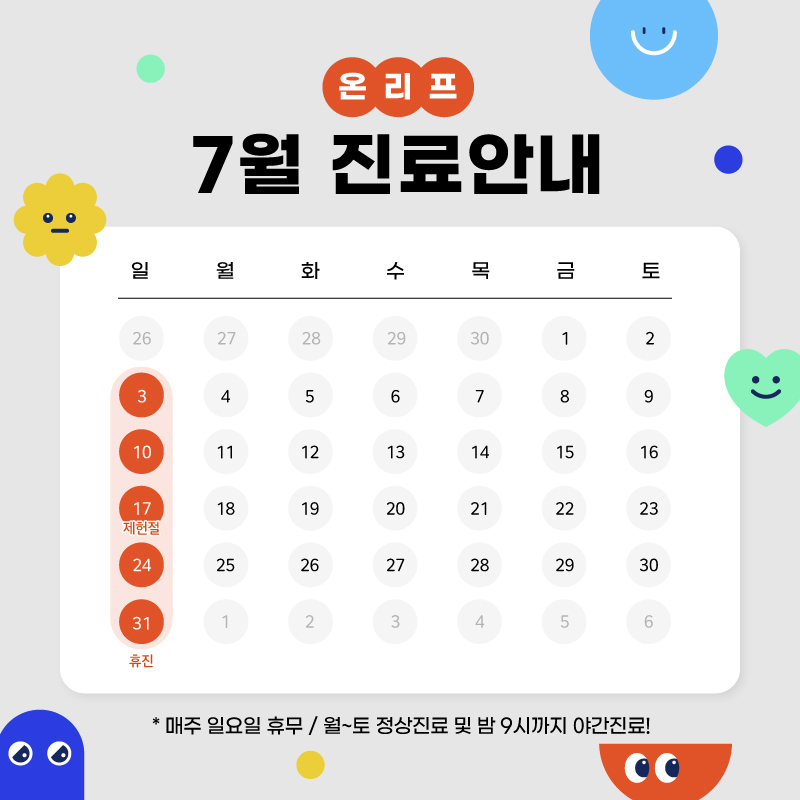 온 리 프
7월 진료안내
일 월 화 수 목 금 토
26 27 28 29 30 1 2
3 4 5 6 7 8 9
10 11 12 13 14 15 16
17 18 19 20 21 22 23
제헌절
24 25 26 27 28 29 30
31 1 2 3 4 5 6
휴진
* 매주 일요일 휴무 / 월~토 정상진료 및 밤 9시까지 야간진료!